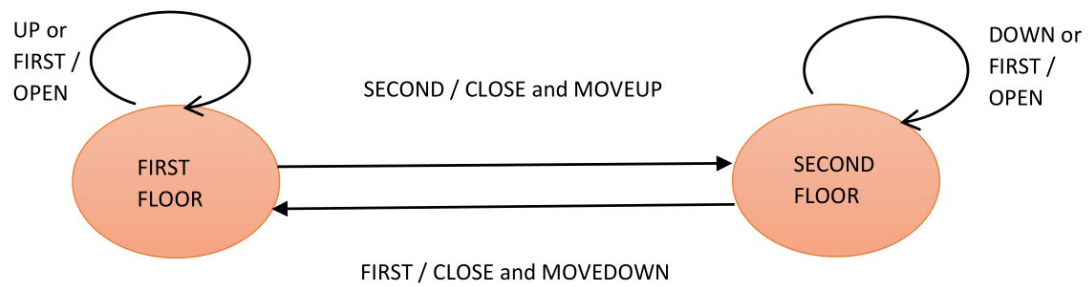 UP or
FIRST /
OPEN
SECOND / CLOSE and MOVEUP
DOWN or
FIRST /
OPEN
FIRST
FLOOR
SECOND
FLOOR
FIRST / CLOSE and MOVEDOWN